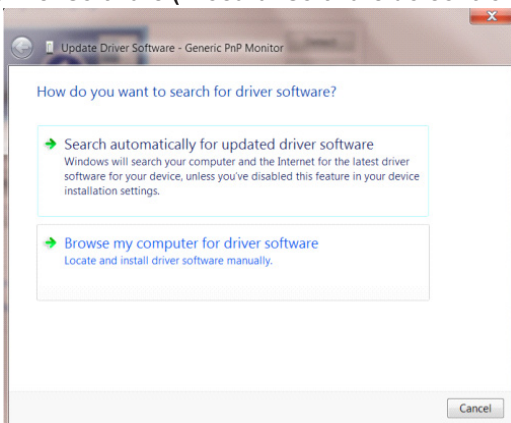 Update Driver Software - Generic PnP Monitor
How do you want to search for driver software?
Search automatically for updated driver software
Windows will search your computer and the Internet for the latest driver
software for your device, unless you've disabled this feature in your device
installation settings.
Browse my computer for driver software
Locate and install driver software manually.
Cancel